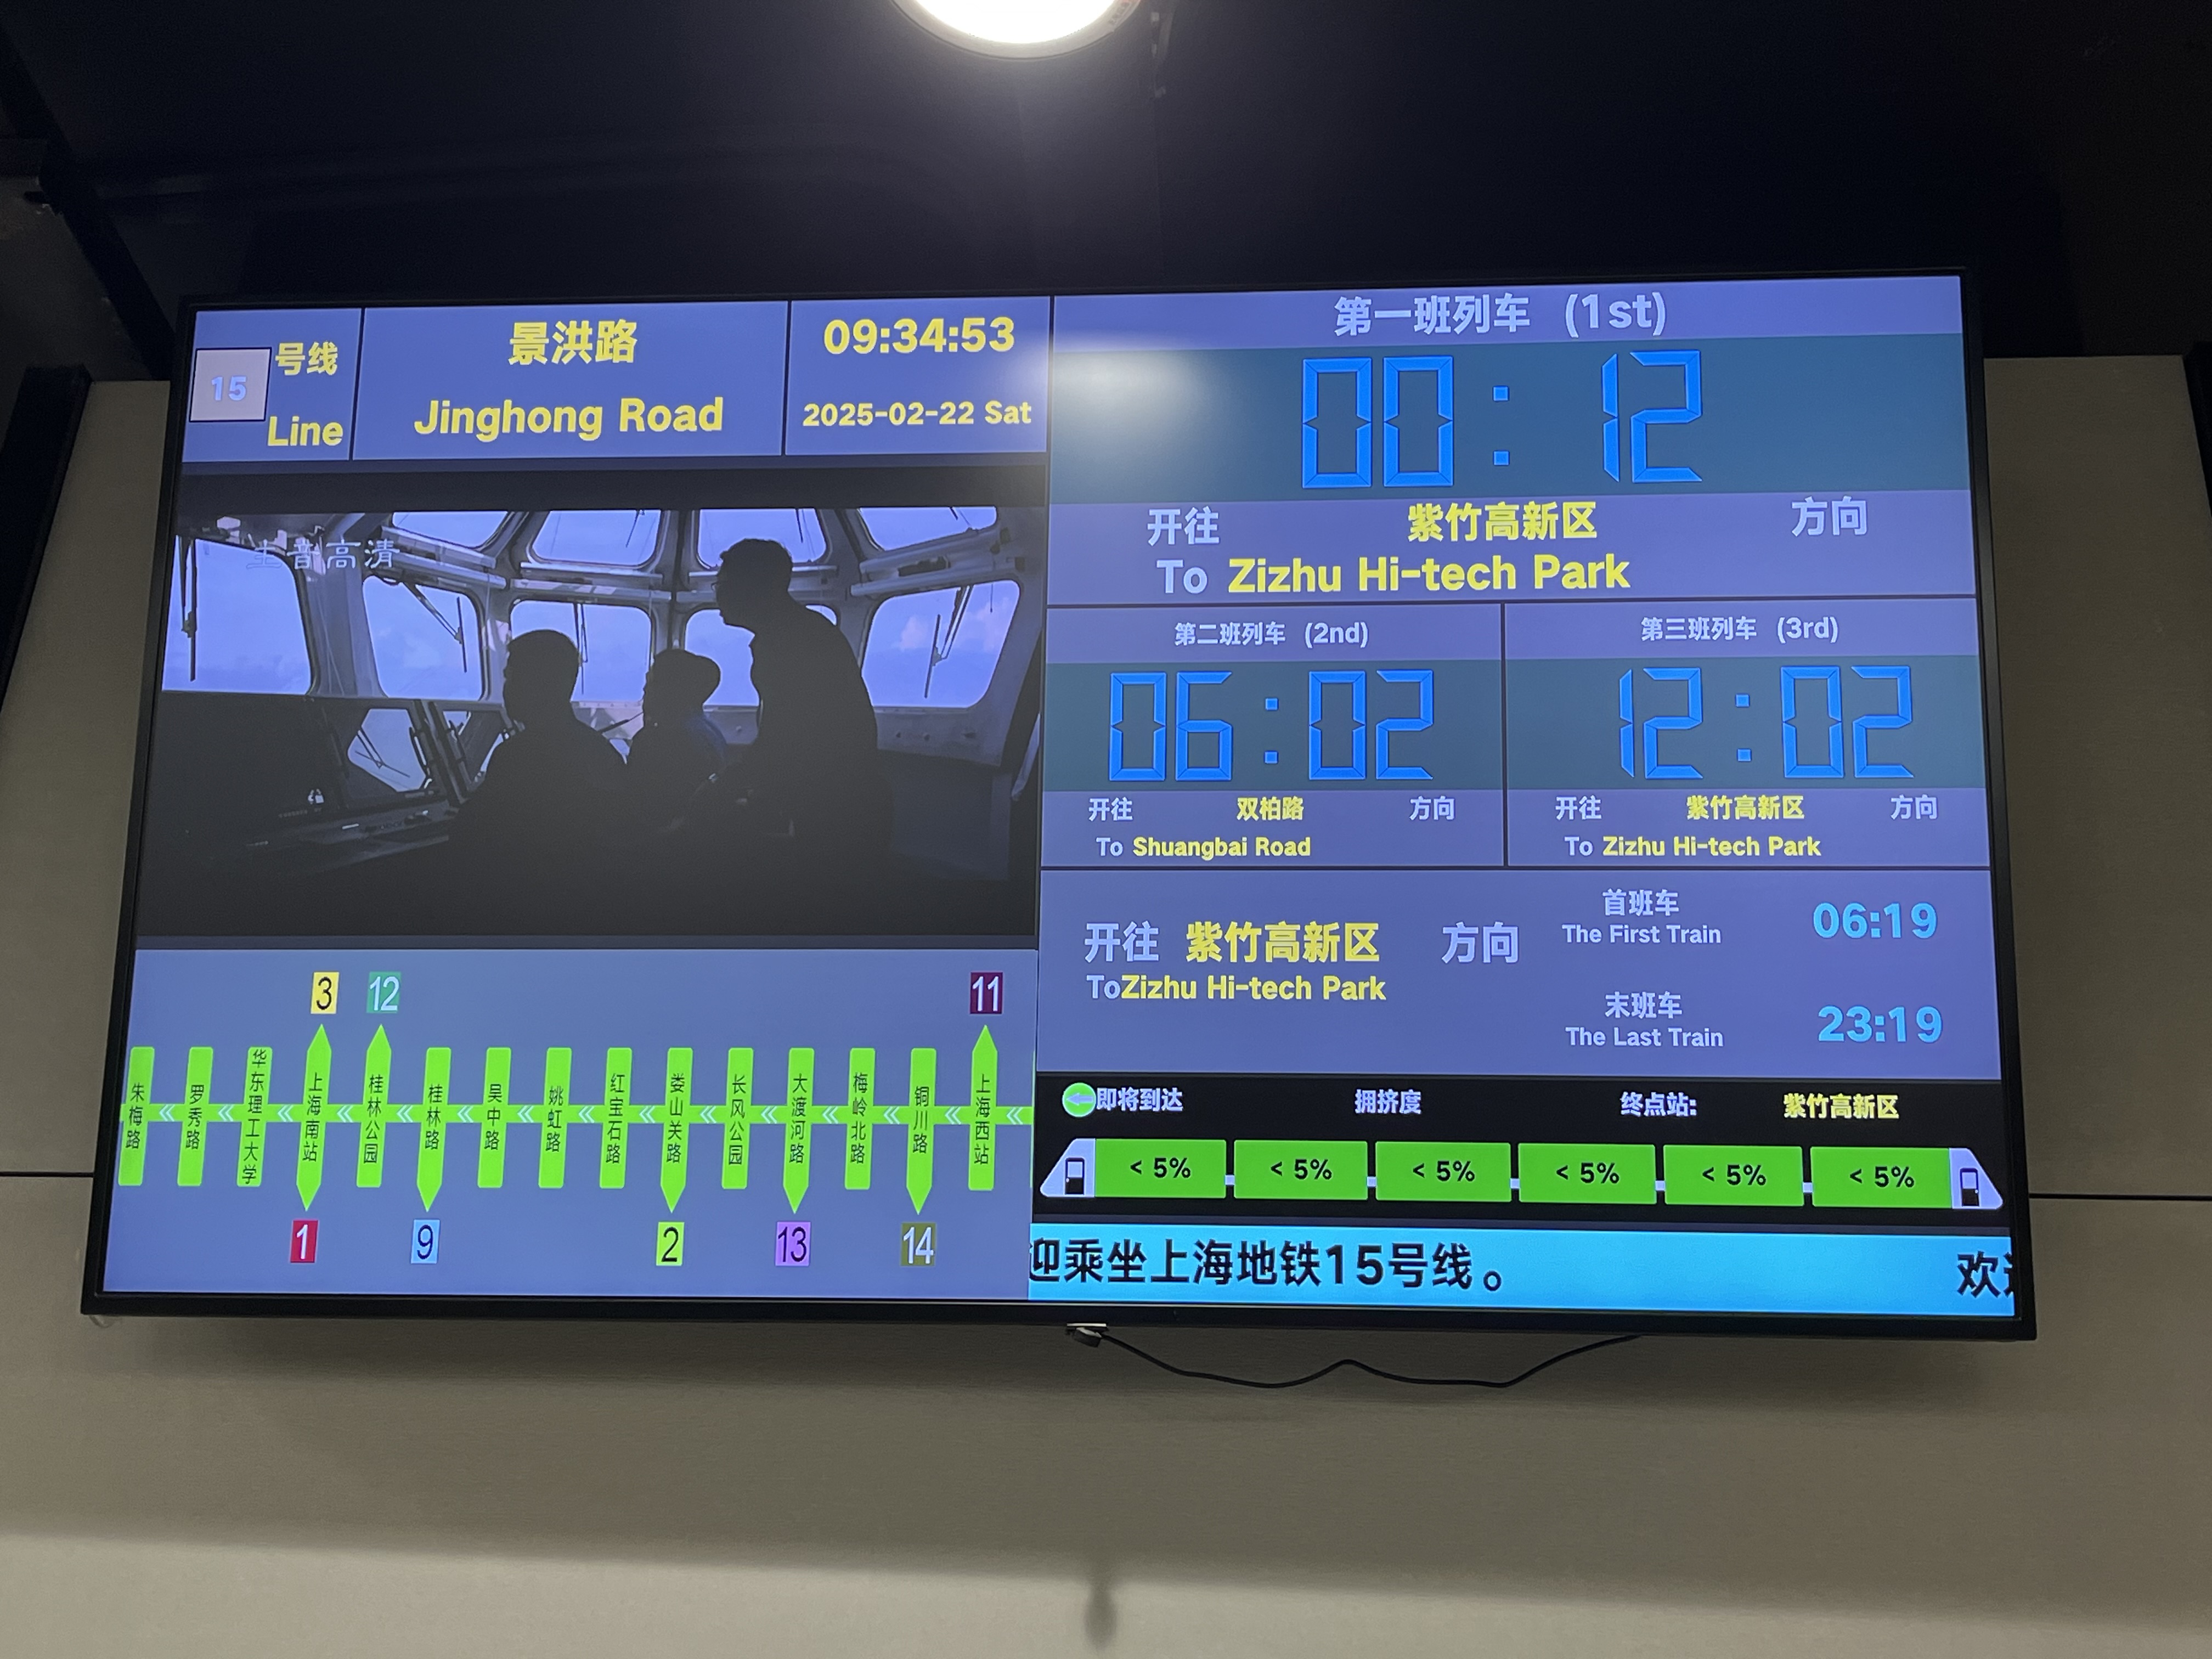 15 号线
Line
景洪路
Jinghong Road
09:34:53
2025-02-22 Sat
高清
3
12
11
朱梅路
罗秀路
华东理工大学
上海南站
桂林公园
桂林路
吴中路
姚虹路
红宝石路
娄山关路
长风公园
大渡河路
梅岭北路
铜川路
上海西站
1
9
2
13
14
第一班列车 (1st)
00:12
开往 紫竹高新区 方向
To Zizhu Hi-tech Park
第二班列车 (2nd)
06:02
开往 双柏路 方向
To Shuangbai Road
第三班列车 (3rd)
12:02
开往 紫竹高新区 方向
To Zizhu Hi-tech Park
开往 紫竹高新区 方向
ToZizhu Hi-tech Park
首班车
The First Train
06:19
末班车
The Last Train
23:19
即将到达 拥挤度 终点站: 紫竹高新区
< 5% < 5% < 5% < 5% < 5% < 5%
迎乘坐上海地铁15号线。 欢